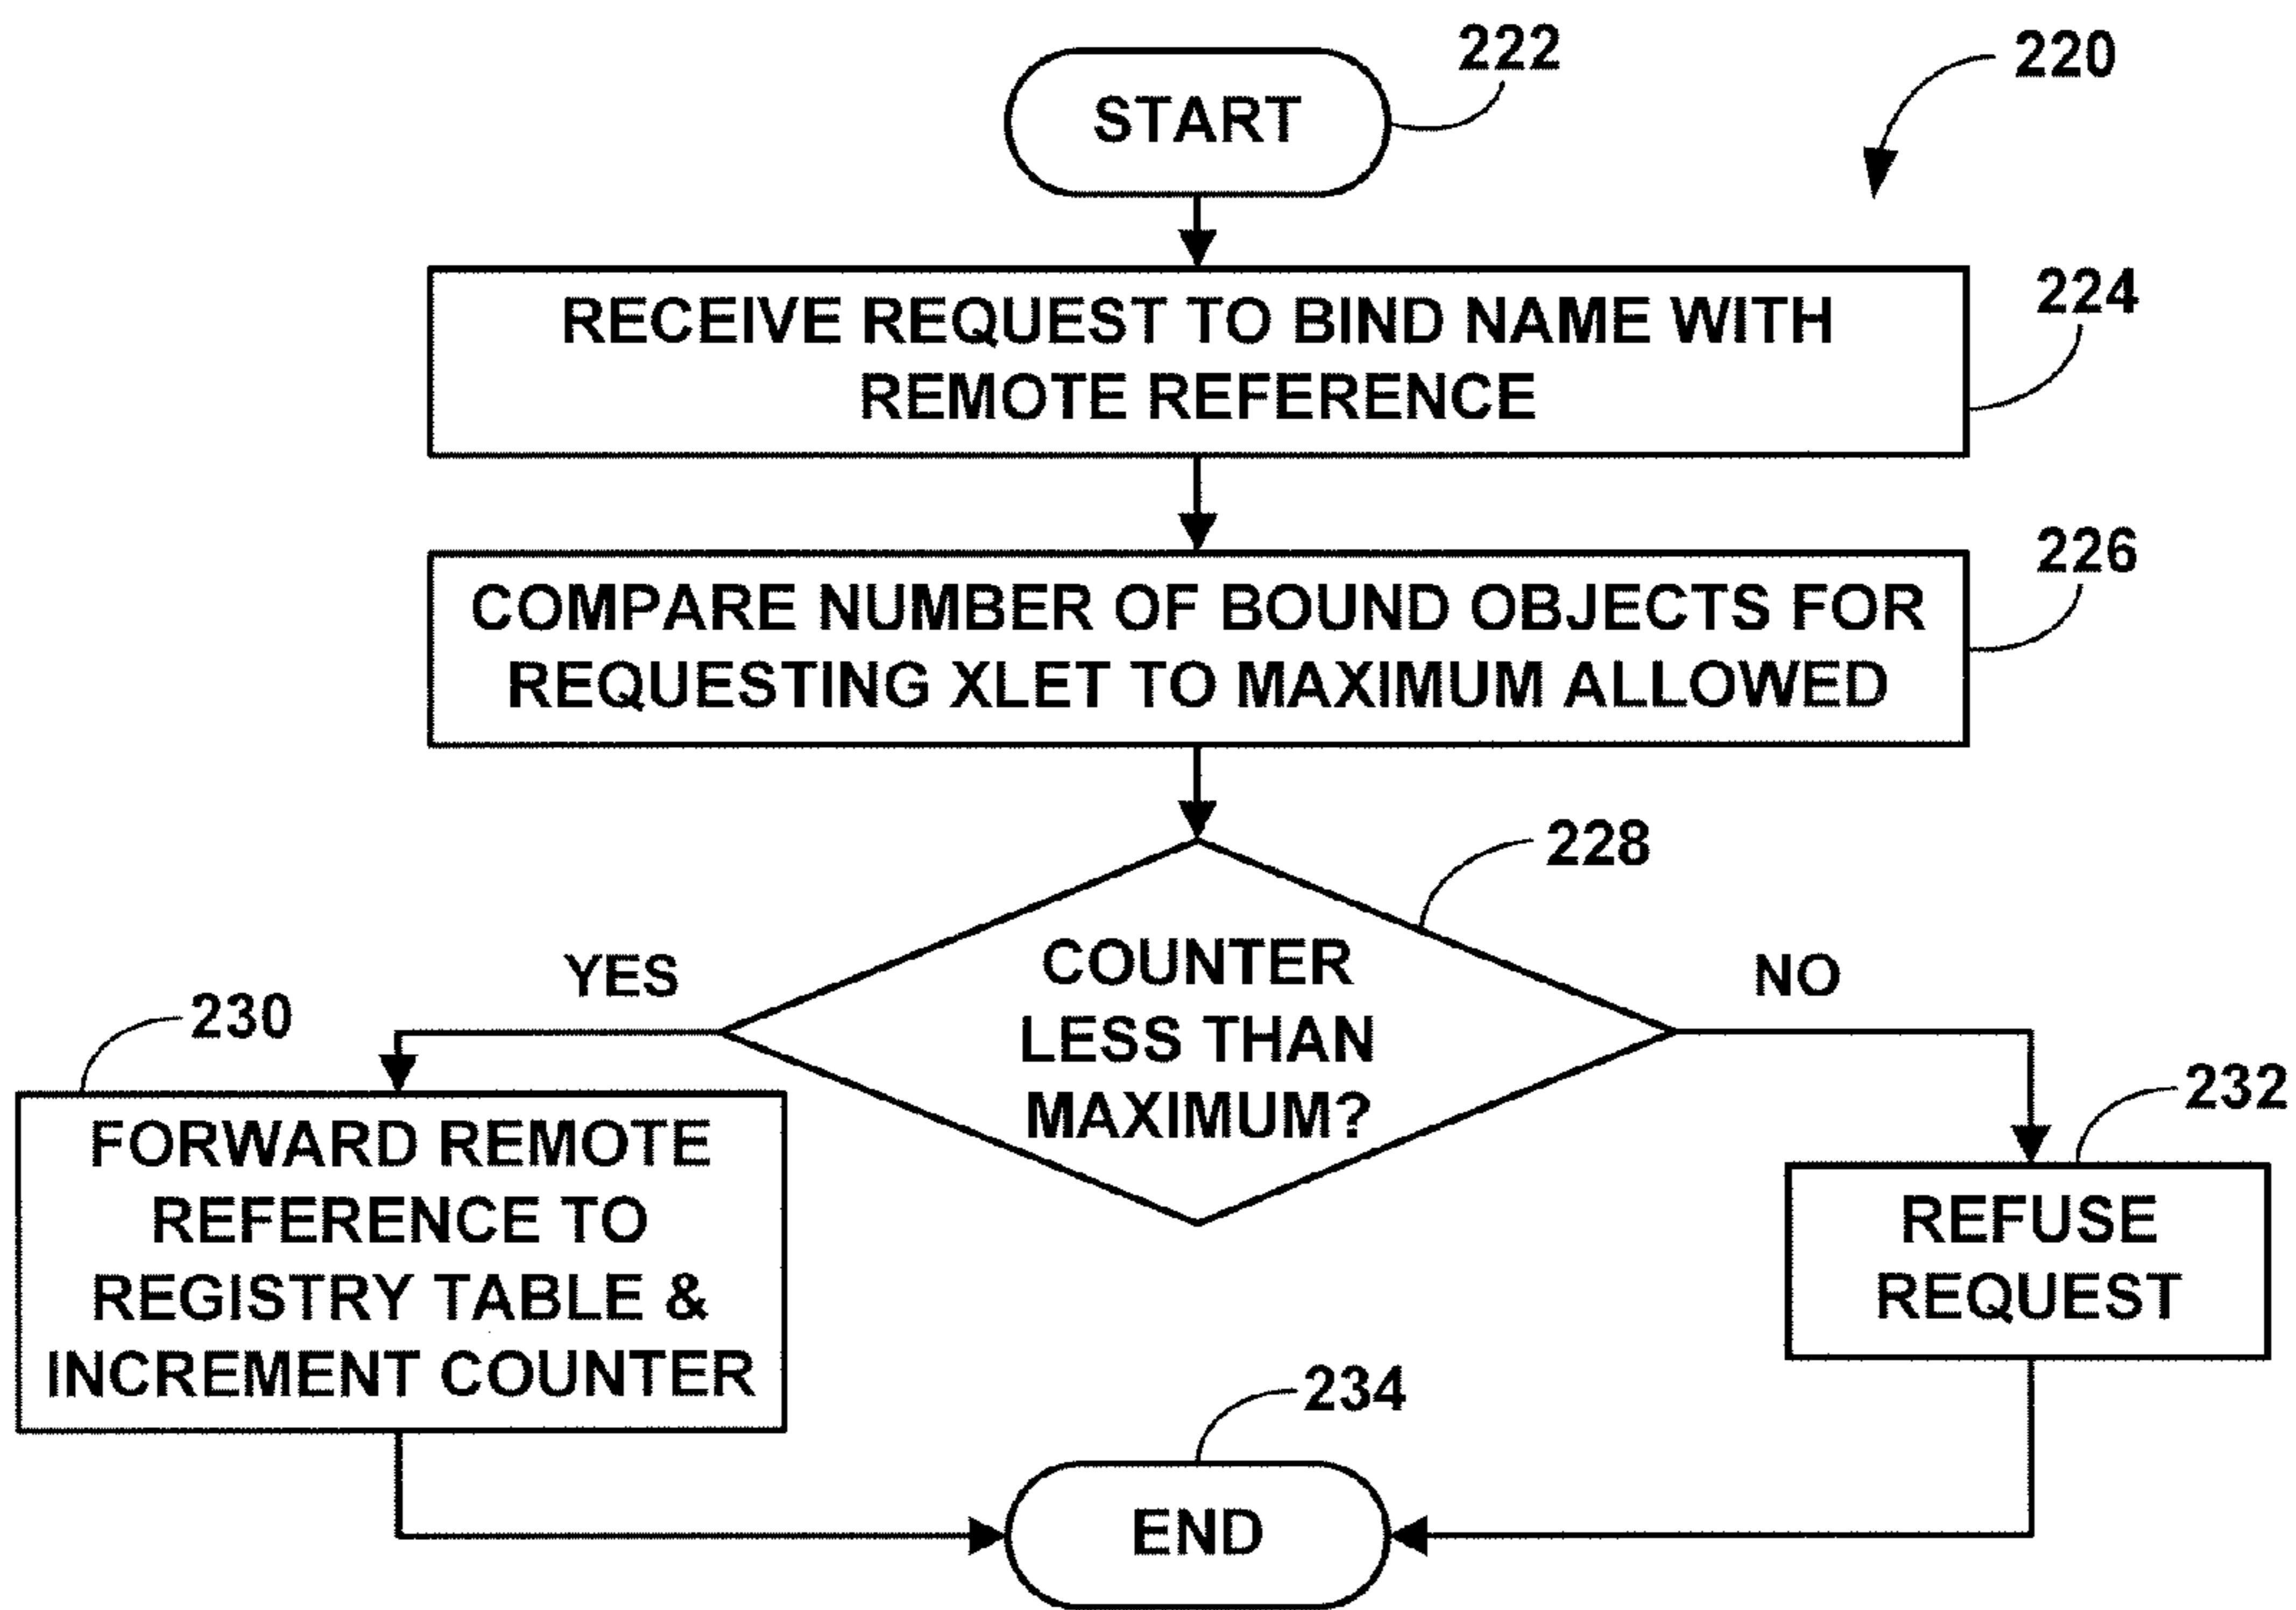 222
220
START
RECEIVE REQUEST TO BIND NAME WITH
REMOTE REFERENCE
224
COMPARE NUMBER OF BOUND OBJECTS FOR
REQUESTING XLET TO MAXIMUM ALLOWED
226
228
COUNTER
LESS THAN
MAXIMUM?
YES
NO
230
FORWARD REMOTE
REFERENCE TO
REGISTRY TABLE &
INCREMENT COUNTER
232
REFUSE
REQUEST
234
END